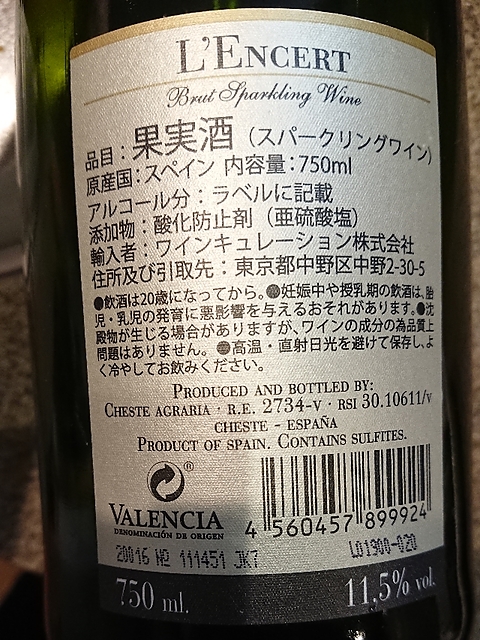 L'ENCERT
Brut Sparkling Wine
品目：果実酒（スパークリングワイン）
原産国：スペイン 内容量：750ml
アルコール分：ラベルに記載
添加物：酸化防止剤（亜硫酸塩）
輸入者：ワインキュレーション株式会社
住所及び引取先：東京都中野区中野2-30-5
●飲酒は20歳になってから。●妊娠中や授乳期の飲酒は、胎
児・乳児の発育に悪影響を与えるおそれがあります。●沈
殿物が生じる場合がありますが、ワインの成分の為品質上
問題はありません。●高温・直射日光を避けて保存し、よ
く冷やしてお飲みください。
PRODUCED AND BOTTLED BY:
CHESTE AGRARIA · R.E. 2734-V · RSI 30.10611/V
CHESTE - ESPAÑA
PRODUCT OF SPAIN. CONTAINS SULFITES.
®
VALENCIA
DENOMINACIÓN DE ORIGEN
4 560457 899924
20016 N2 111451 JK7
L01900-020
750 ml.
11.5% vol.